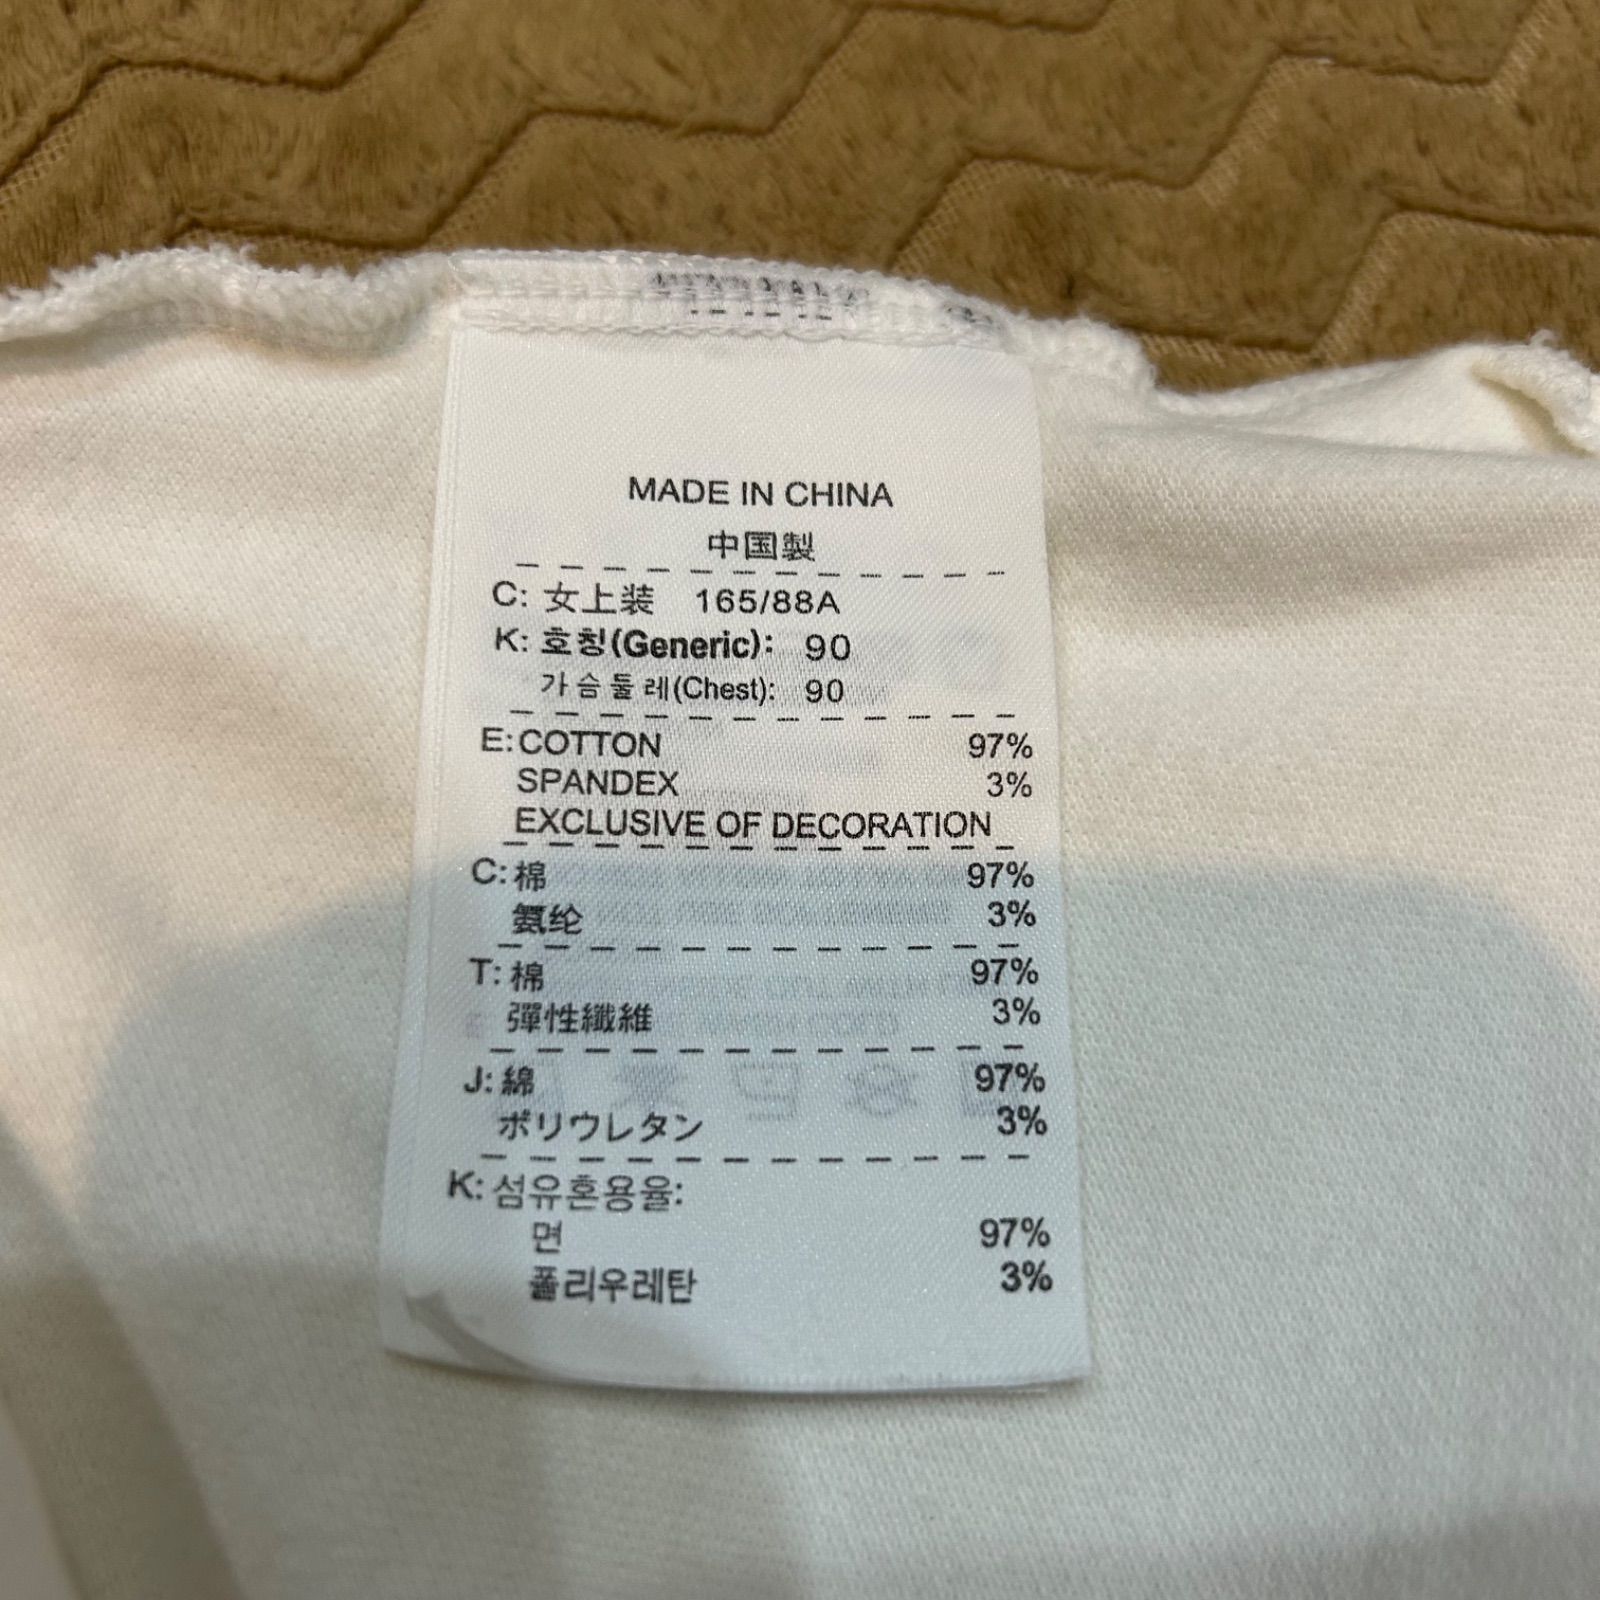 MADE IN CHINA
中国製
C: 女上装 165/88A
K: 호칭(Generic): 90
가슴둘레(Chest): 90
E: COTTON 97%
SPANDEX 3%
EXCLUSIVE OF DECORATION
C: 棉 97%
氨纶 3%
T: 棉 97%
彈性纖維 3%
J: 綿 97%
ポリウレタン 3%
K: 섬유혼용율:
면 97%
폴리우레탄 3%